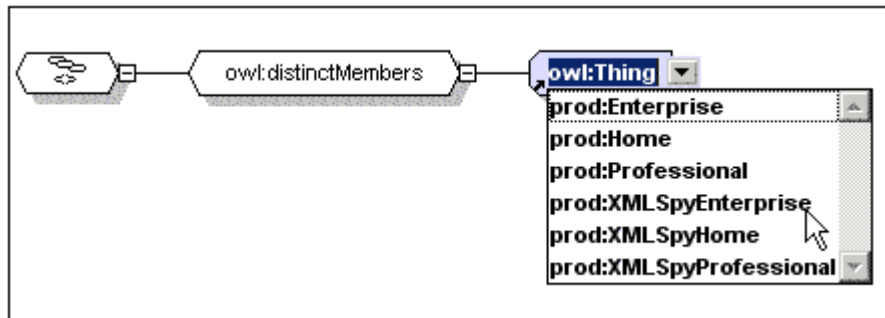 owl:distinctMembers
owl:Thing
prod:Enterprise
prod:Home
prod:Professional
prod:XMLSpyEnterprise
prod:XMLSpyHome
prod:XMLSpyProfessional